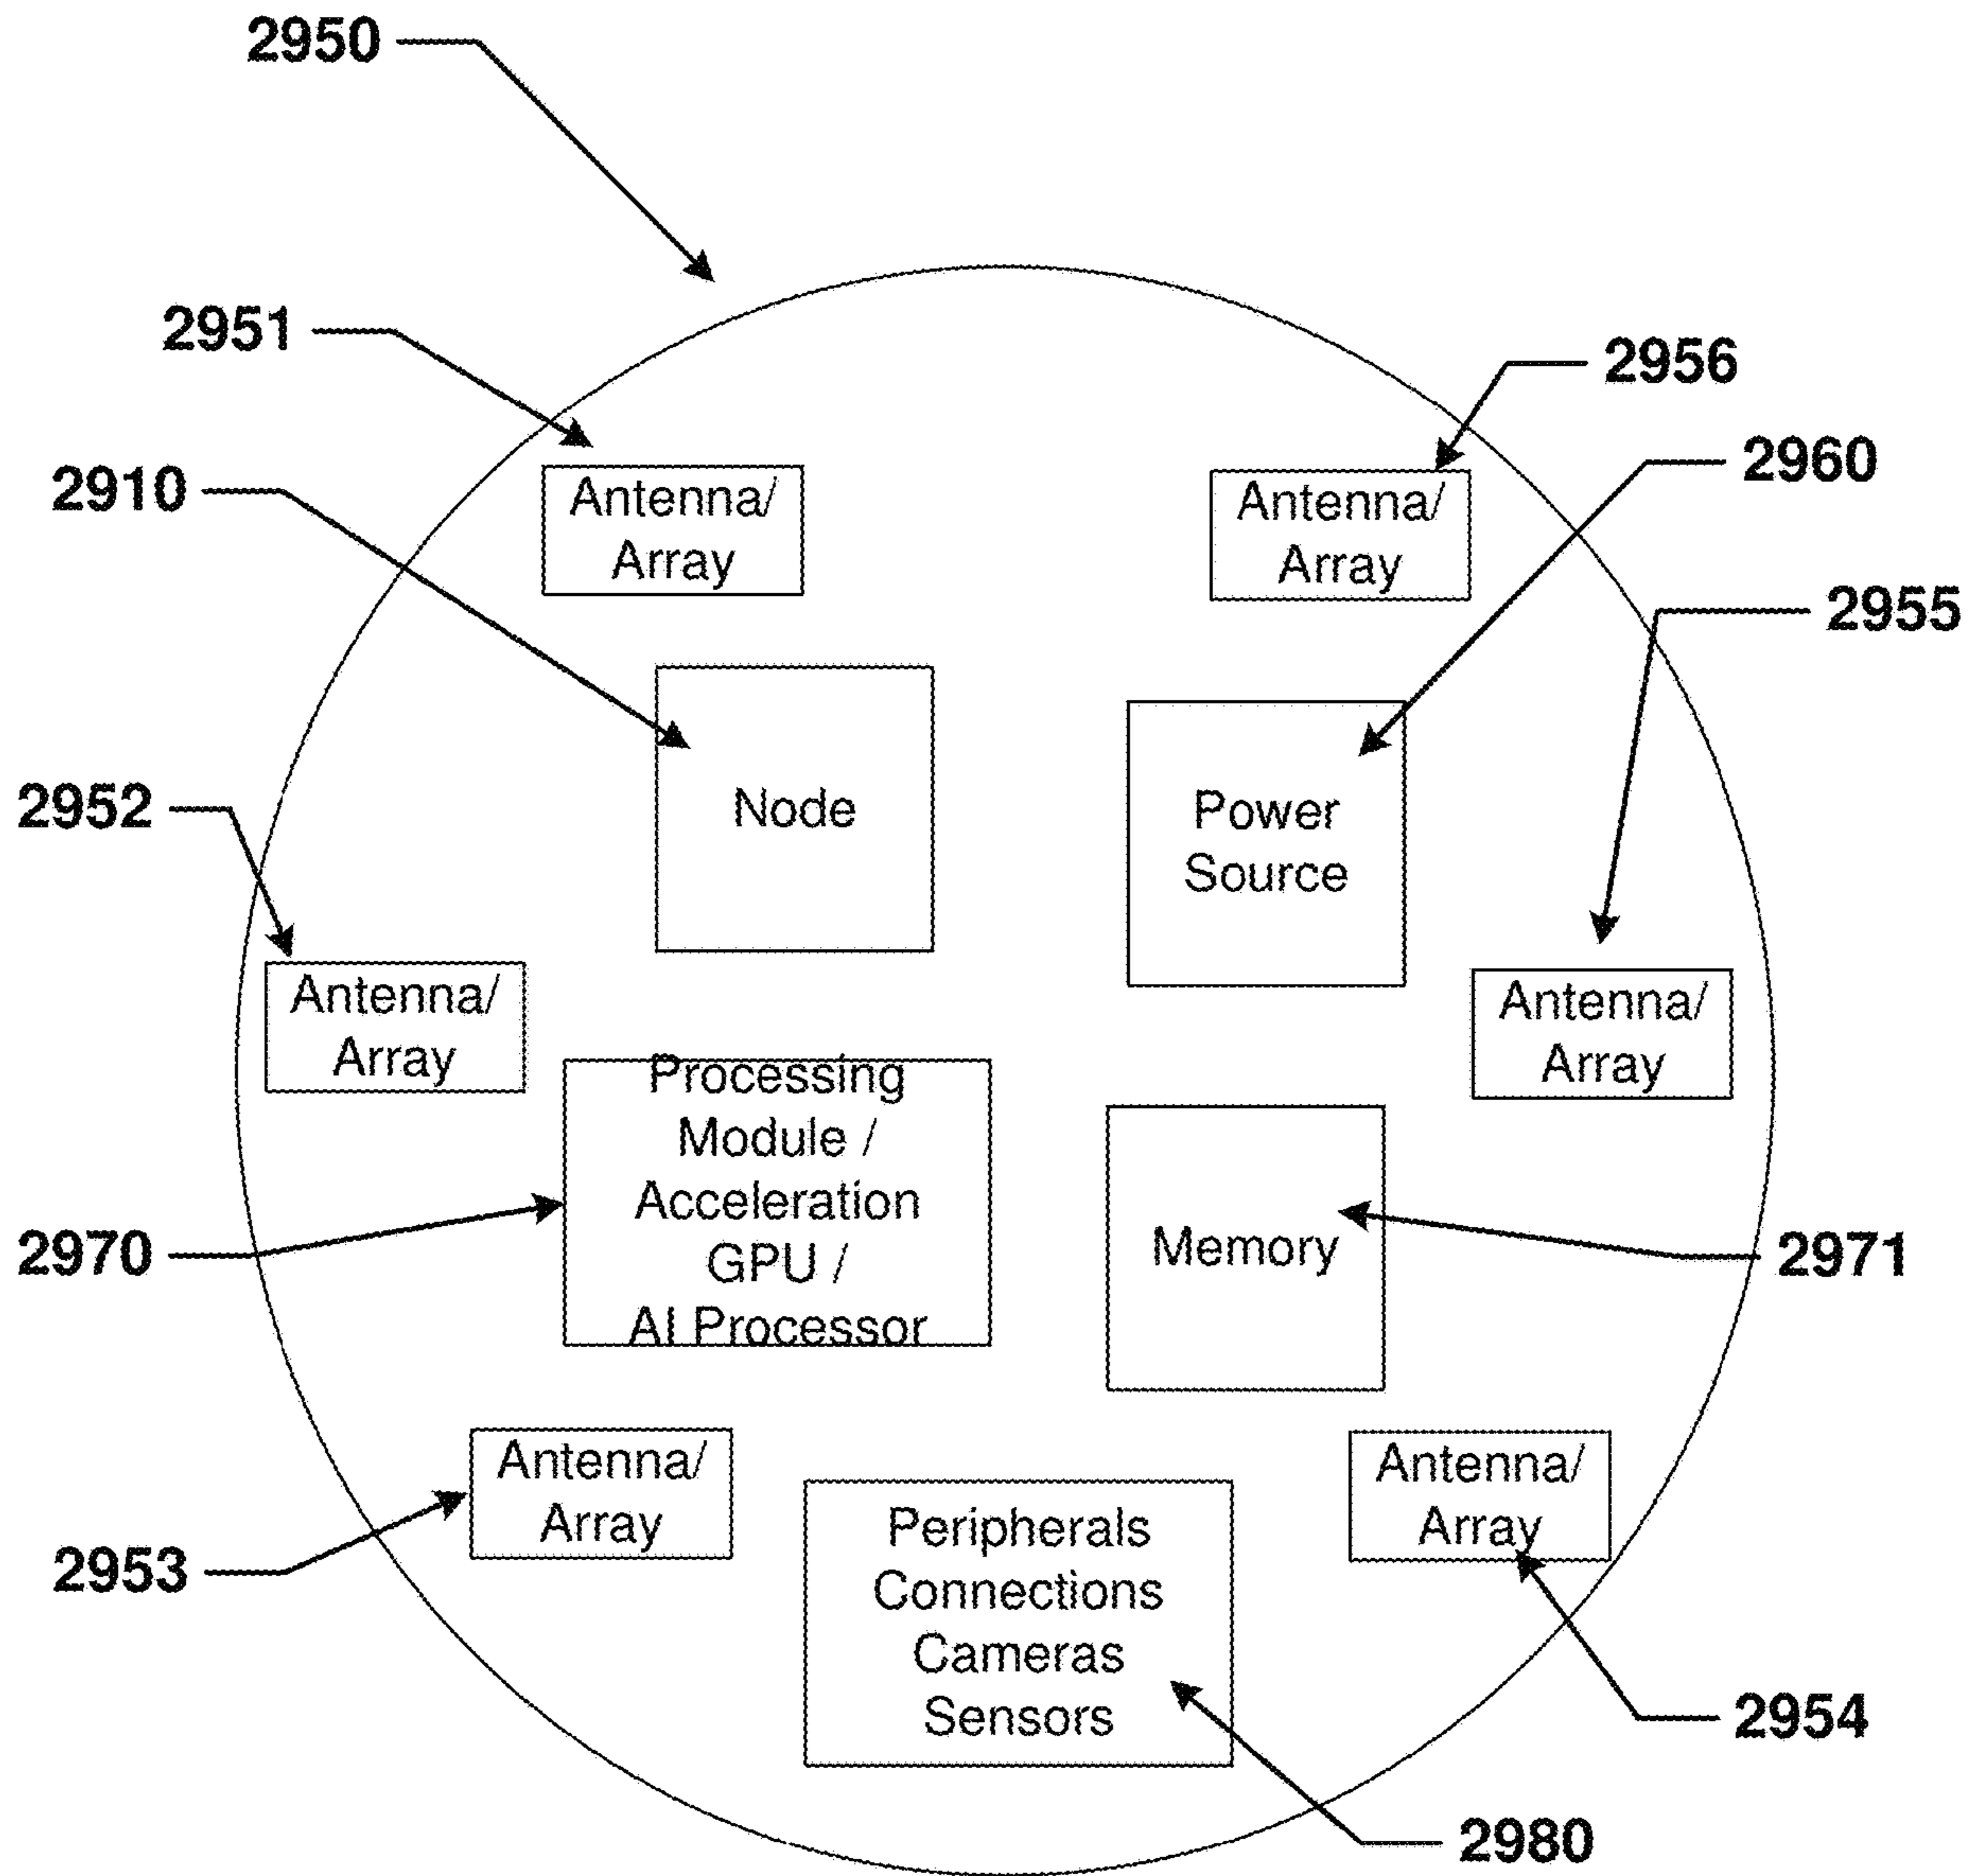 2950
2951
2956
2910
Antenna/
Array
Antenna/
Array
2960
2955
Node
Power
Source
2952
Antenna/
Array
Antenna/
Array
Processing
Module /
Acceleration
GPU /
AI Processor
Memory
2970
2971
Antenna/
Array
Antenna/
Array
2953
Peripherals
Connections
Cameras
Sensors
2954
2980